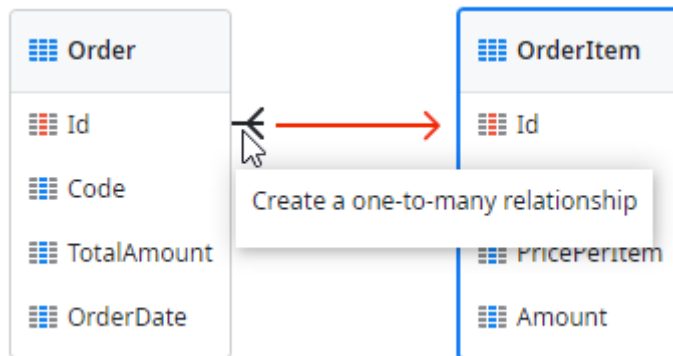 Order
Id
Code
TotalAmount
OrderDate
Create a one-to-many relationship
OrderItem
Id
PricePerItem
Amount